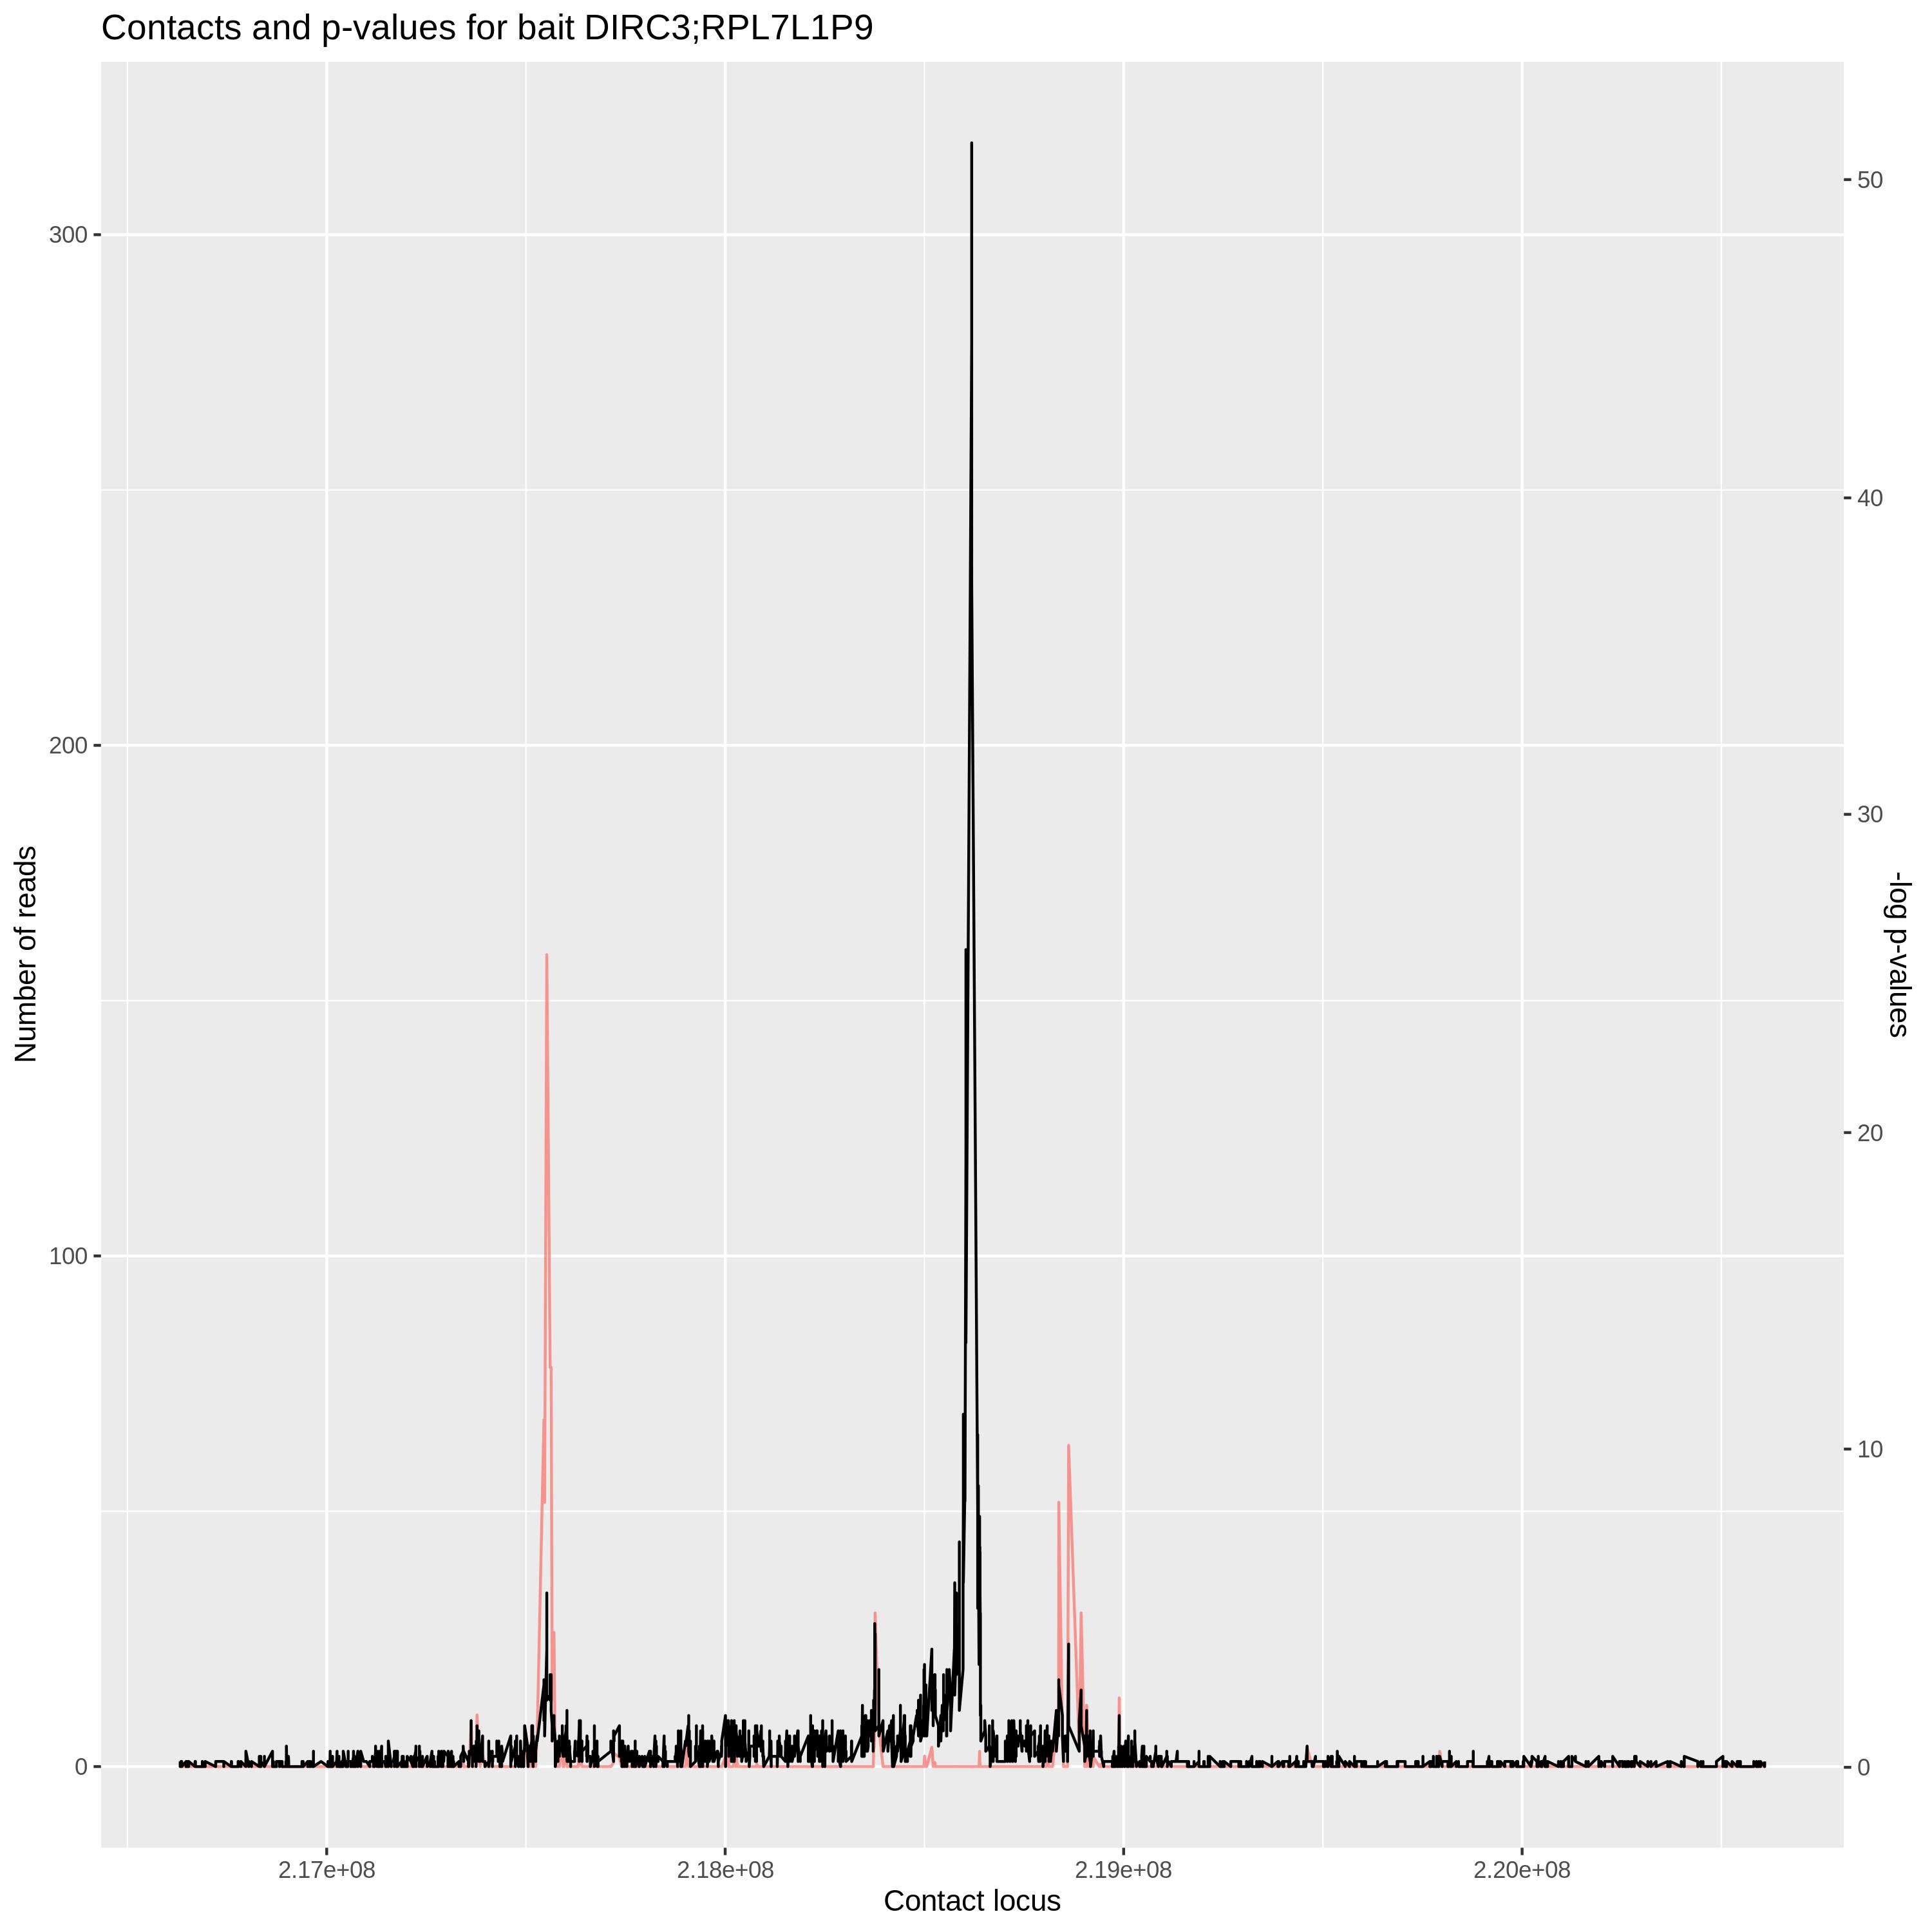 Contacts and p-values for bait DIRC3;RPL7L1P9
Number of reads
300
200
100
0
50
40
30
20
10
0
-log p-values
2.17e+08
2.18e+08
2.19e+08
2.20e+08
Contact locus